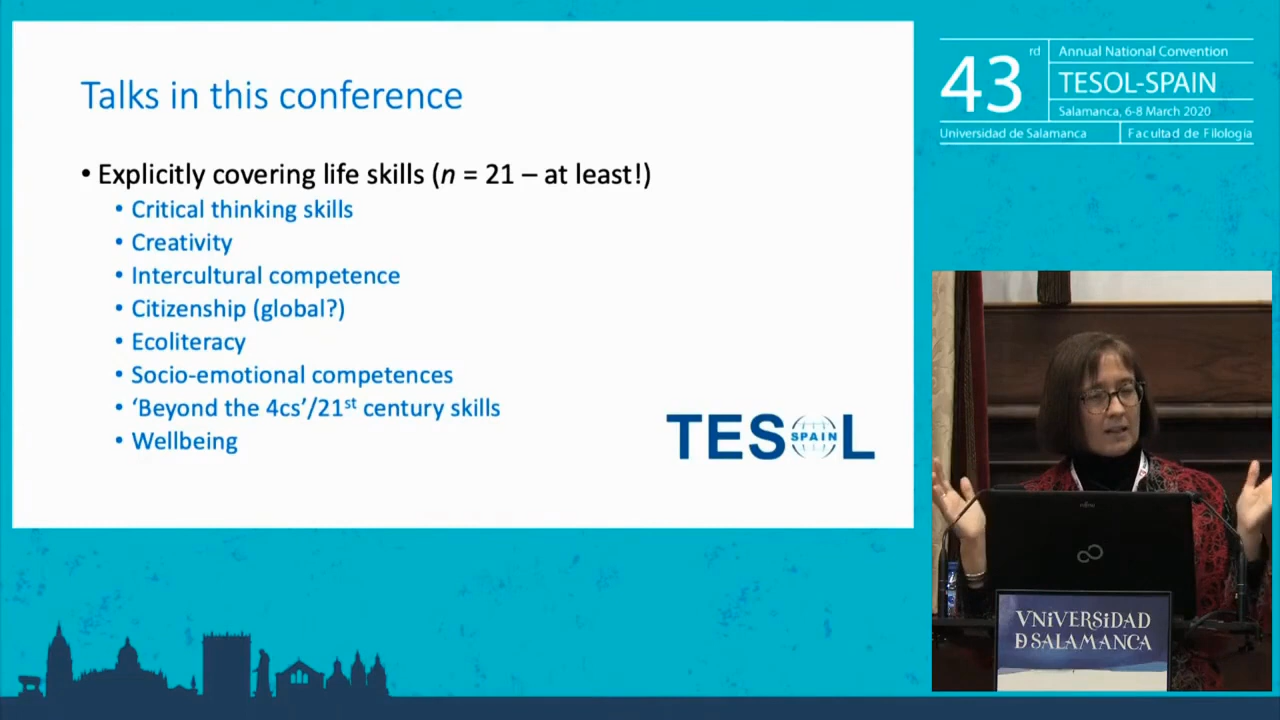 Talks in this conference
• Explicitly covering life skills (n = 21 – at least!)
• Critical thinking skills
• Creativity
• Intercultural competence
• Citizenship (global?)
• Ecoliteracy
• Socio-emotional competences
• ‘Beyond the 4cs’/21st century skills
• Wellbeing
TESOL
SPAIN
43rd
Annual National Convention
TESOL-SPAIN
Salamanca, 6-8 March 2020
Universidad de Salamanca
Facultad de Filología
FUJITSU
VNiVERSiDAD
D SALAMANCA